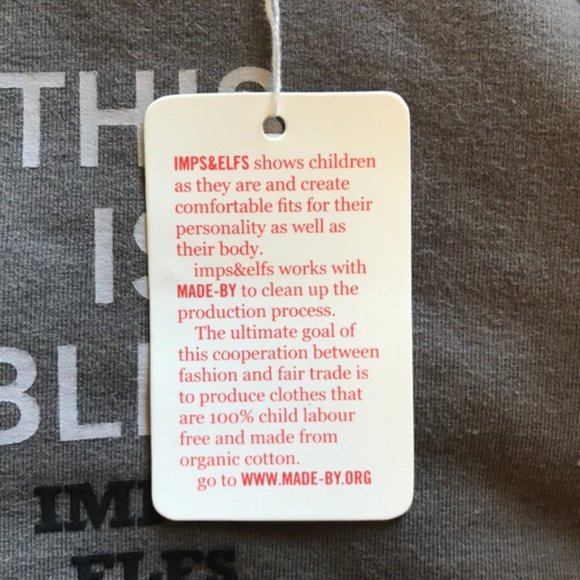 THIS
IS
IMPS&ELFS shows children
as they are and create
comfortable fits for their
personality as well as
their body.
imps&elfs works with
MADE-BY to clean up the
production process.
The ultimate goal of
this cooperation between
fashion and fair trade is
to produce clothes that
are 100% child labour
free and made from
organic cotton.
go to WWW.MADE-BY.ORG
ELFS